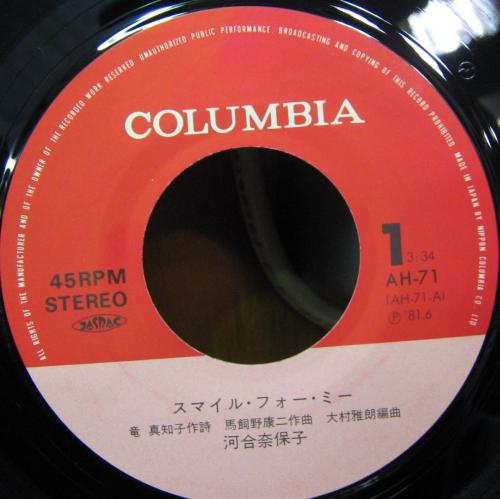 ALL RIGHTS OF THE MANUFACTURER AND OF THE OWNER OF THE RECORDED WORK RESERVED. UNAUTHORIZED PUBLIC PERFORMANCE. BROADCASTING AND COPYING OF THIS RECORD PROHIBITED. MADE IN JAPAN BY NIPPON COLUMBIA CO. LTD
COLUMBIA
45RPM
STEREO
JASRAC
1 3:34
AH-71
(AH-71-A)
Ⓟ '81.6
スマイル・フォー・ミー
竜 真知子作詩 馬飼野康二作曲 大村雅朗編曲
河合奈保子